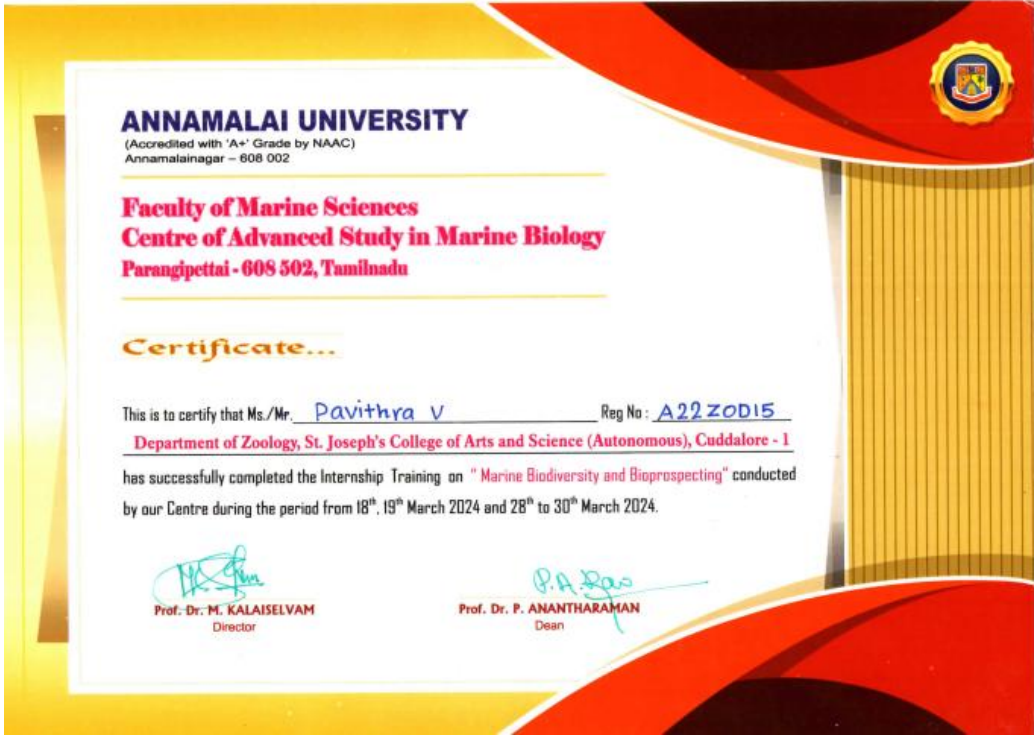 ANNAMALAI UNIVERSITY
(Accredited with 'A+' Grade by NAAC)
Annamalainagar – 608 002
Faculty of Marine Sciences
Centre of Advanced Study in Marine Biology
Parangipettai - 608 502, Tamilnadu
Certificate...
This is to certify that Ms./Mr. Pavithra V Reg No : A22ZOD15
Department of Zoology, St. Joseph's College of Arts and Science (Autonomous), Cuddalore - 1
has successfully completed the Internship Training on " Marine Biodiversity and Bioprospecting" conducted
by our Centre during the period from 18th, 19th March 2024 and 28th to 30th March 2024.
P.A. Rao
Prof. Dr. M. KALAISELVAM Prof. Dr. P. ANANTHARAMAN
Director Dean